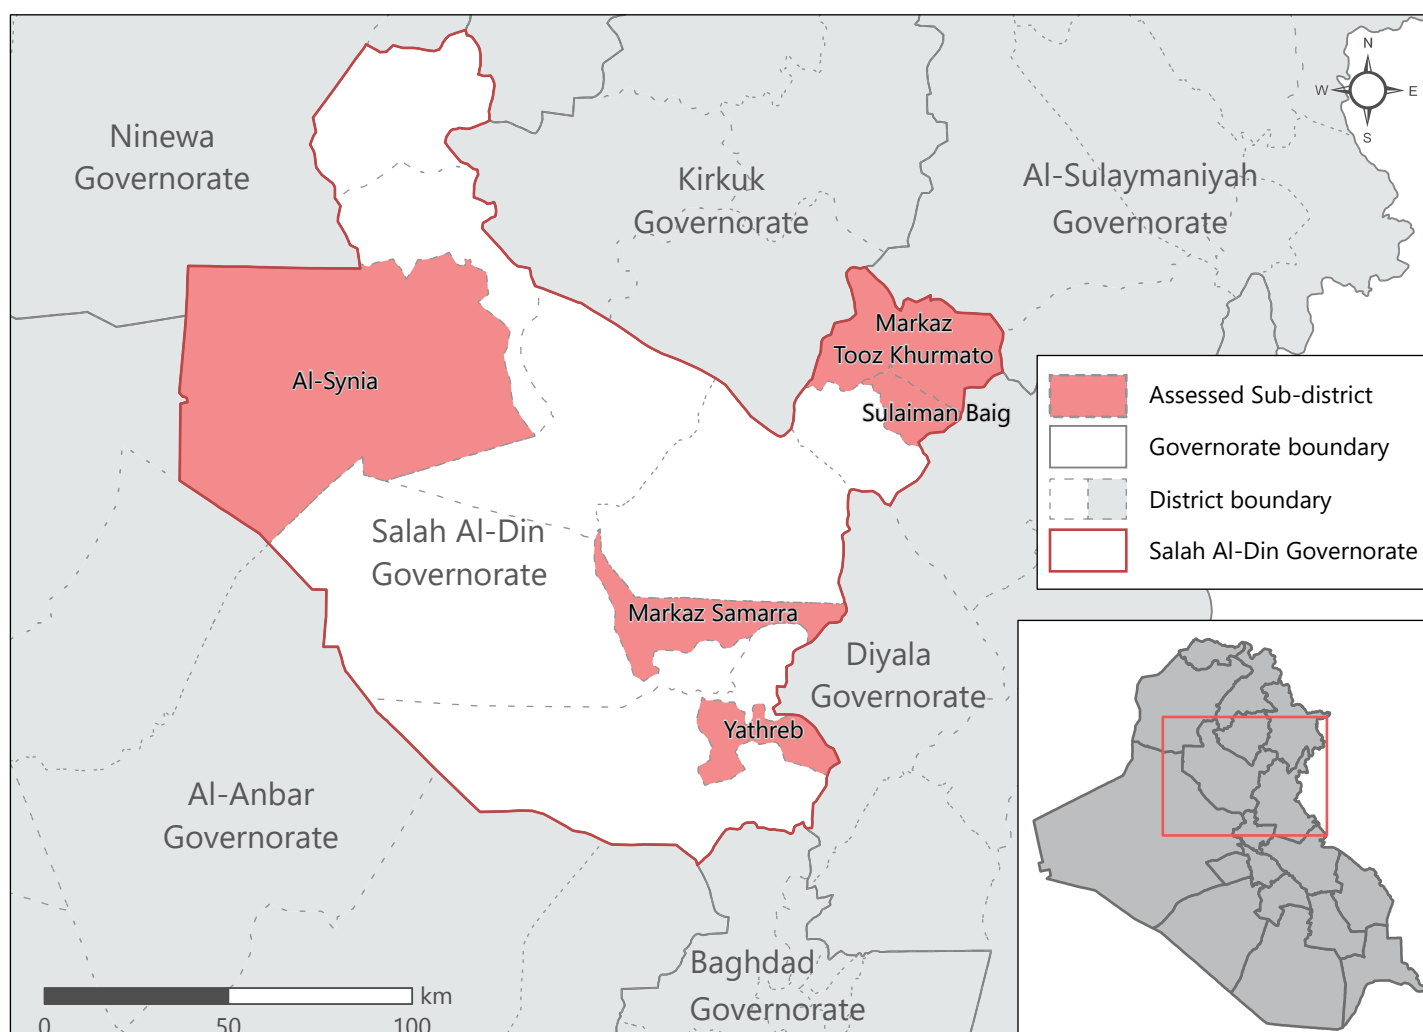 N
W
E
S
Ninewa
Governorate
Kirkuk
Governorate
Al-Sulaymaniyah
Governorate
Markaz
Tooz Khurmato
Sulaiman Baig
Al-Synia
Assessed Sub-district
Governorate boundary
District boundary
Salah Al-Din Governorate
Salah Al-Din
Governorate
Markaz Samarra
Diyala
Governorate
Yathreb
Al-Anbar
Governorate
Baghdad
Governorate
km
0 50 100